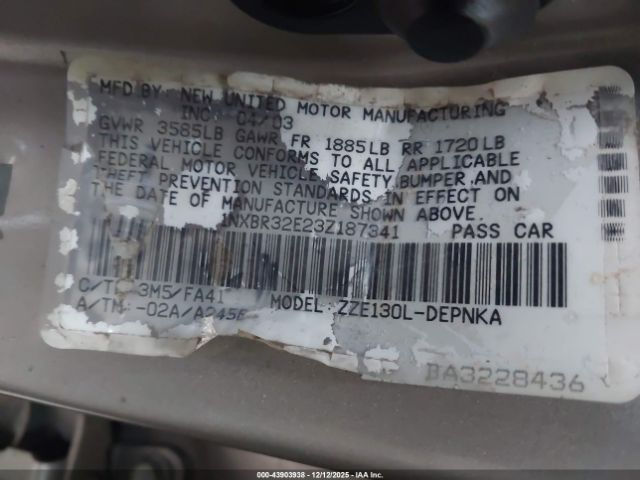 MFD BY: NEW UNITED MOTOR MANUFACTURING
INC 04/03
GVWR 3585LB GAWR FR 1885LB RR 1720LB
THIS VEHICLE CONFORMS TO ALL APPLICABLE
FEDERAL MOTOR VEHICLE SAFETY, BUMPER, AND
THEFT PREVENTION STANDARDS IN EFFECT ON
THE DATE OF MANUFACTURE SHOWN ABOVE.
1NXBR32E23Z187341 PASS CAR
C/TR 3M5/FA41
A/TM -02A/A245E MODEL: ZZE130L-DEPNKA
BA3228436
000-43903938 - 12/12/2025 - IAA Inc.